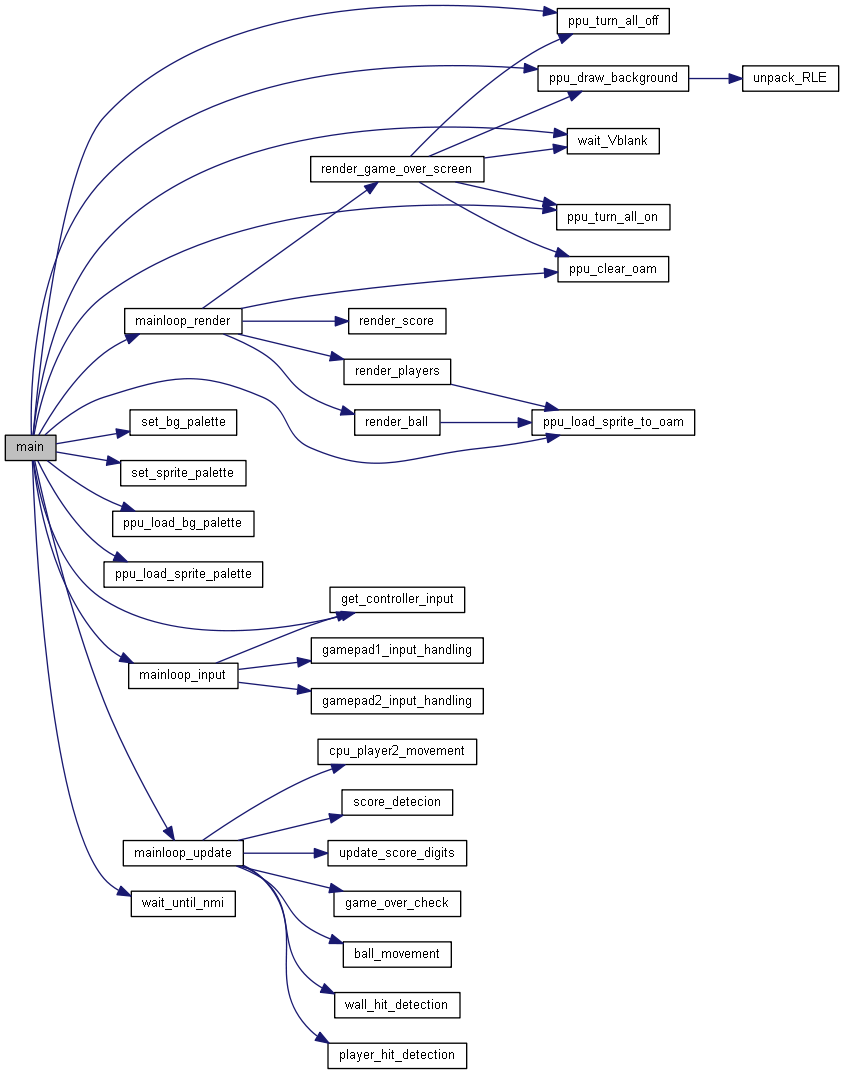 ppu_turn_all_off
ppu_draw_background
unpack_RLE
wait_Vblank
render_game_over_screen
ppu_turn_all_on
ppu_clear_oam
mainloop_render
render_score
render_players
set_bg_palette
render_ball
ppu_load_sprite_to_oam
main
set_sprite_palette
ppu_load_bg_palette
ppu_load_sprite_palette
get_controller_input
gamepad1_input_handling
mainloop_input
gamepad2_input_handling
cpu_player2_movement
score_detecion
mainloop_update
update_score_digits
wait_until_nmi
game_over_check
ball_movement
wall_hit_detection
player_hit_detection